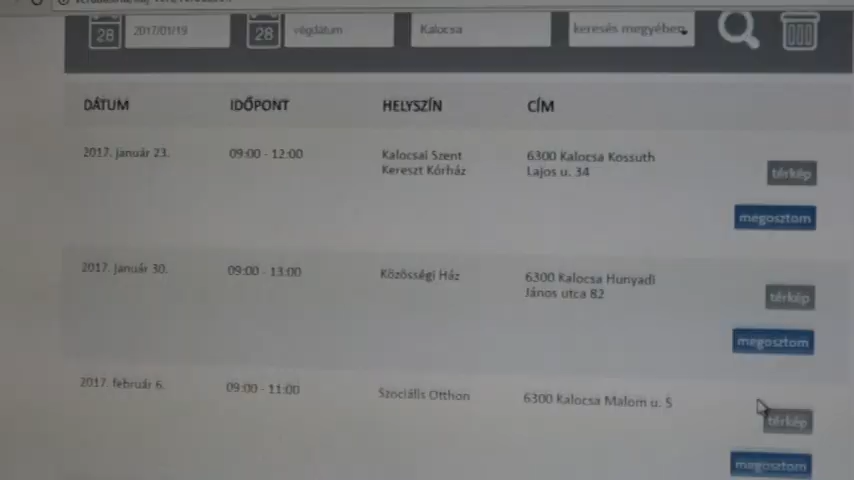 28 2017/01/19 28 végdátum Kalocsa keresés megyében
DÁTUM IDŐPONT HELYSZÍN CÍM
2017. január 23. 09:00 - 12:00 Kalocsai Szent 6300 Kalocsa Kossuth
Kereszt Kórház Lajos u. 34
térkép
megosztom
2017. január 30. 09:00 - 13:00 Közösségi Ház 6300 Kalocsa Hunyadi
János utca 82
térkép
megosztom
2017. február 6. 09:00 - 11:00 Szociális Otthon 6300 Kalocsa Malom u. 5
térkép
megosztom